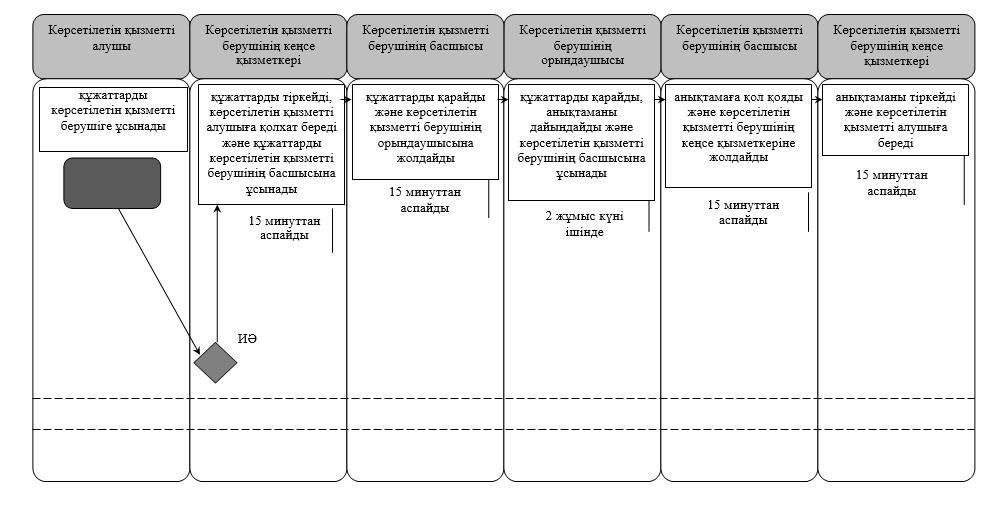 Көрсетілетін қызметті
алушы
Көрсетілетін қызметті
берушінің кеңсе
қызметкері
Көрсетілетін қызметті
берушінің басшысы
Көрсетілетін қызметті
берушінің
орындаушысы
Көрсетілетін қызметті
берушінің басшысы
Көрсетілетін қызметті
берушінің кеңсе
қызметкері
құжаттарды
көрсетілетін қызметті
берушіге ұсынады
құжаттарды тіркейді,
көрсетілетін қызметті
алушыға қолхат береді
және құжаттарды
көрсетілетін қызметті
берушінің басшысына
ұсынады
15 минуттан
аспайды
құжаттарды қарайды
және көрсетілетін
қызметті берушінің
орындаушысына
жолдайды
15 минуттан
аспайды
құжаттарды қарайды,
анықтаманы
дайындайды және
көрсетілетін қызметті
берушінің басшысына
ұсынады
2 жұмыс күні
ішінде
анықтамаға қол қояды
және көрсетілетін
қызметті берушінің
кеңсе қызметкеріне
жолдайды
15 минуттан
аспайды
анықтаманы тіркейді
және көрсетілетін
қызметті алушыға
береді
15 минуттан
аспайды
ИӘ